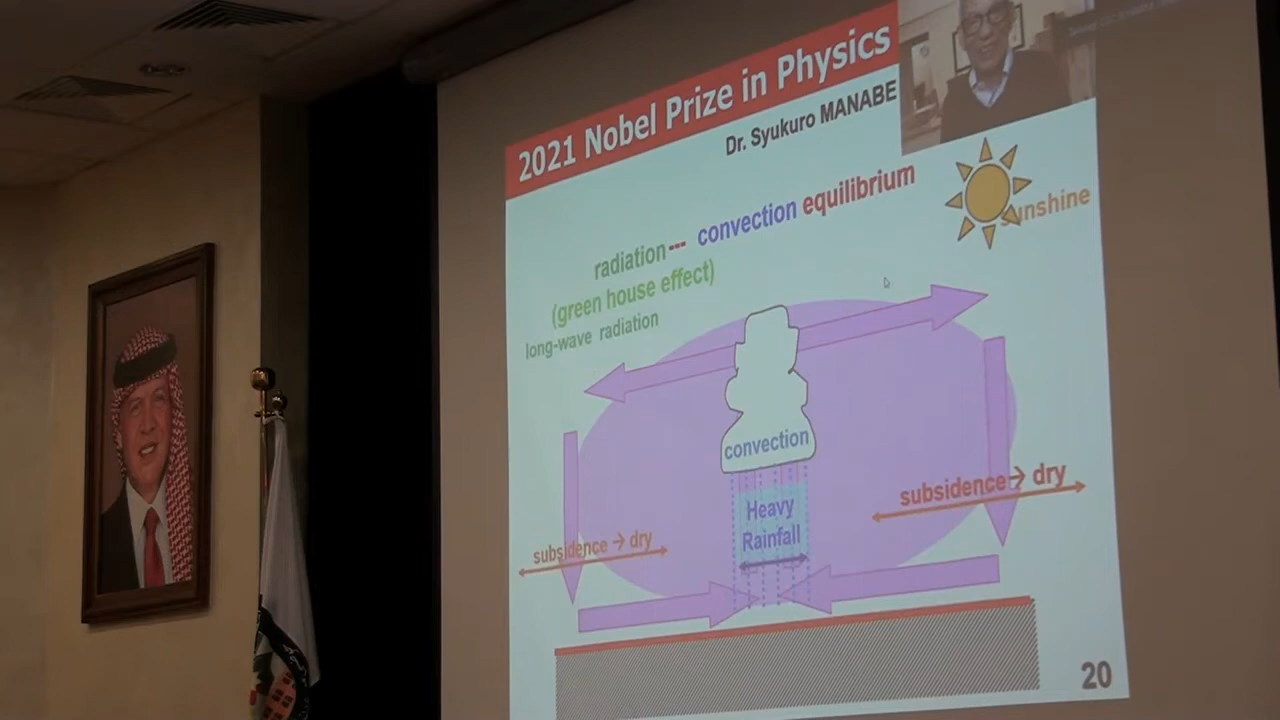 2021 Nobel Prize in Physics
Dr. Syukuro MANABE
radiation --- convection equilibrium
(green house effect)
long-wave radiation
sunshine
convection
Heavy
Rainfall
subsidence → dry
subsidence → dry
20